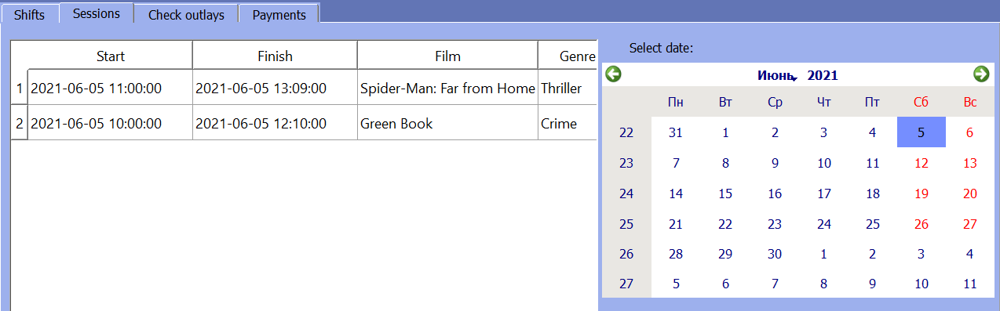 Shifts Sessions Check outlays Payments
Start Finish Film Genre
1 2021-06-05 11:00:00 2021-06-05 13:09:00 Spider-Man: Far from Home Thriller
2 2021-06-05 10:00:00 2021-06-05 12:10:00 Green Book Crime
Select date:
Июнь 2021
Пн Вт Ср Чт Пт Сб Вс
22 31 1 2 3 4 5 6
23 7 8 9 10 11 12 13
24 14 15 16 17 18 19 20
25 21 22 23 24 25 26 27
26 28 29 30 1 2 3 4
27 5 6 7 8 9 10 11